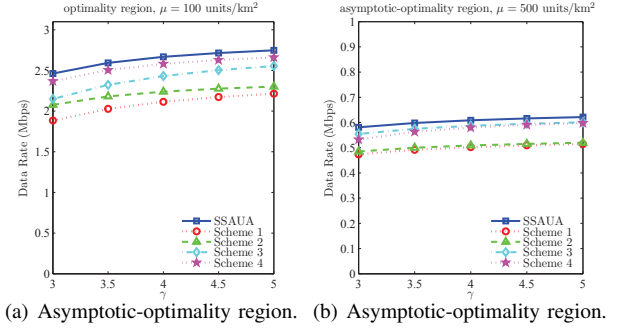 optimality region, μ = 100 units/km²
asymptotic-optimality region, μ = 500 units/km²
Data Rate (Mbps)
3
2.5
2
1.5
1
0.5
0
3 3.5 4 4.5 5
γ
SSAUA
Scheme 1
Scheme 2
Scheme 3
Scheme 4
Data Rate (Mbps)
1
0.9
0.8
0.7
0.6
0.5
0.4
0.3
0.2
0.1
0
3 3.5 4 4.5 5
γ
SSAUA
Scheme 1
Scheme 2
Scheme 3
Scheme 4
(a) Asymptotic-optimality region.
(b) Asymptotic-optimality region.